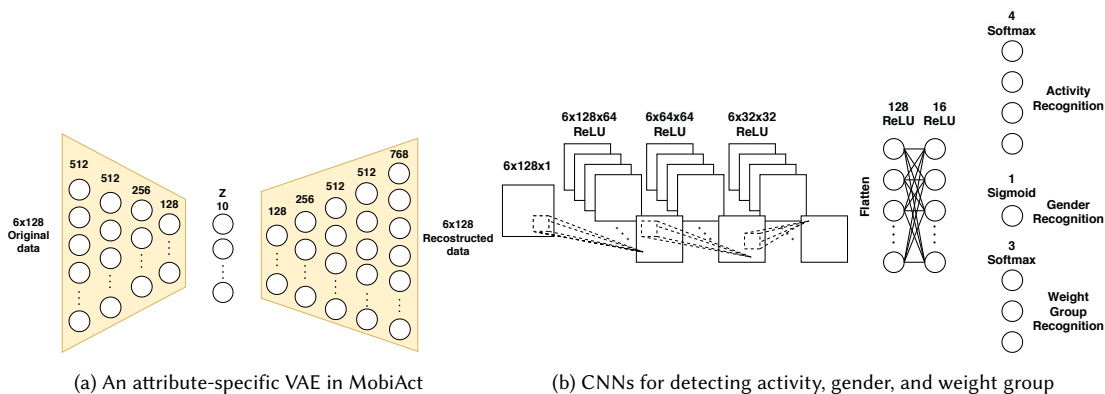 6x128
Original
data
512
512
256
128
Z
10
128
256
512
512
512
768
6x128
Recostructed
data
(a) An attribute-specific VAE in MobiAct
6x128x1
6x128x64
ReLU
6x64x64
ReLU
6x32x32
ReLU
Flatten
128
ReLU
16
ReLU
4
Softmax
Activity
Recognition
1
Sigmoid
Gender
Recognition
3
Softmax
Weight
Group
Recognition
(b) CNNs for detecting activity, gender, and weight group